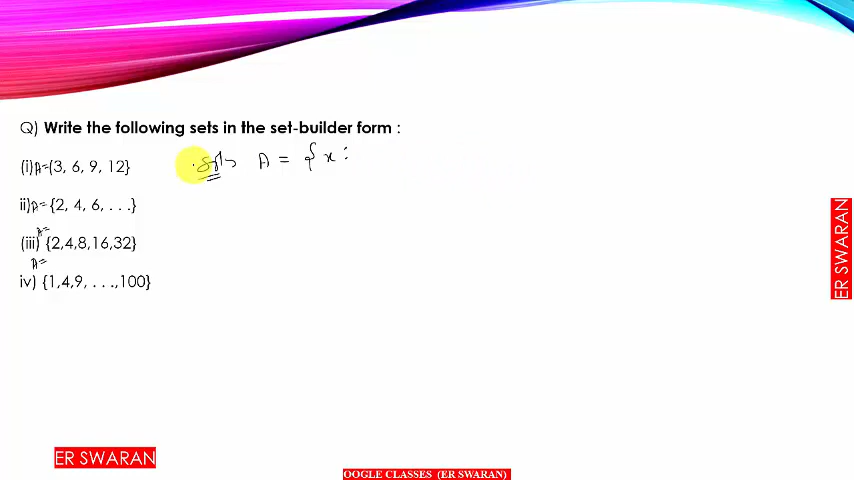 Q) Write the following sets in the set-builder form :
(i)A={3, 6, 9, 12} Sol> A = { x :
ii)A= {2, 4, 6, . . .}
A=
(iii) {2,4,8,16,32}
A=
iv) {1,4,9, . . .,100}
ER SWARAN
ER SWARAN
OOGLE CLASSES (ER SWARAN)